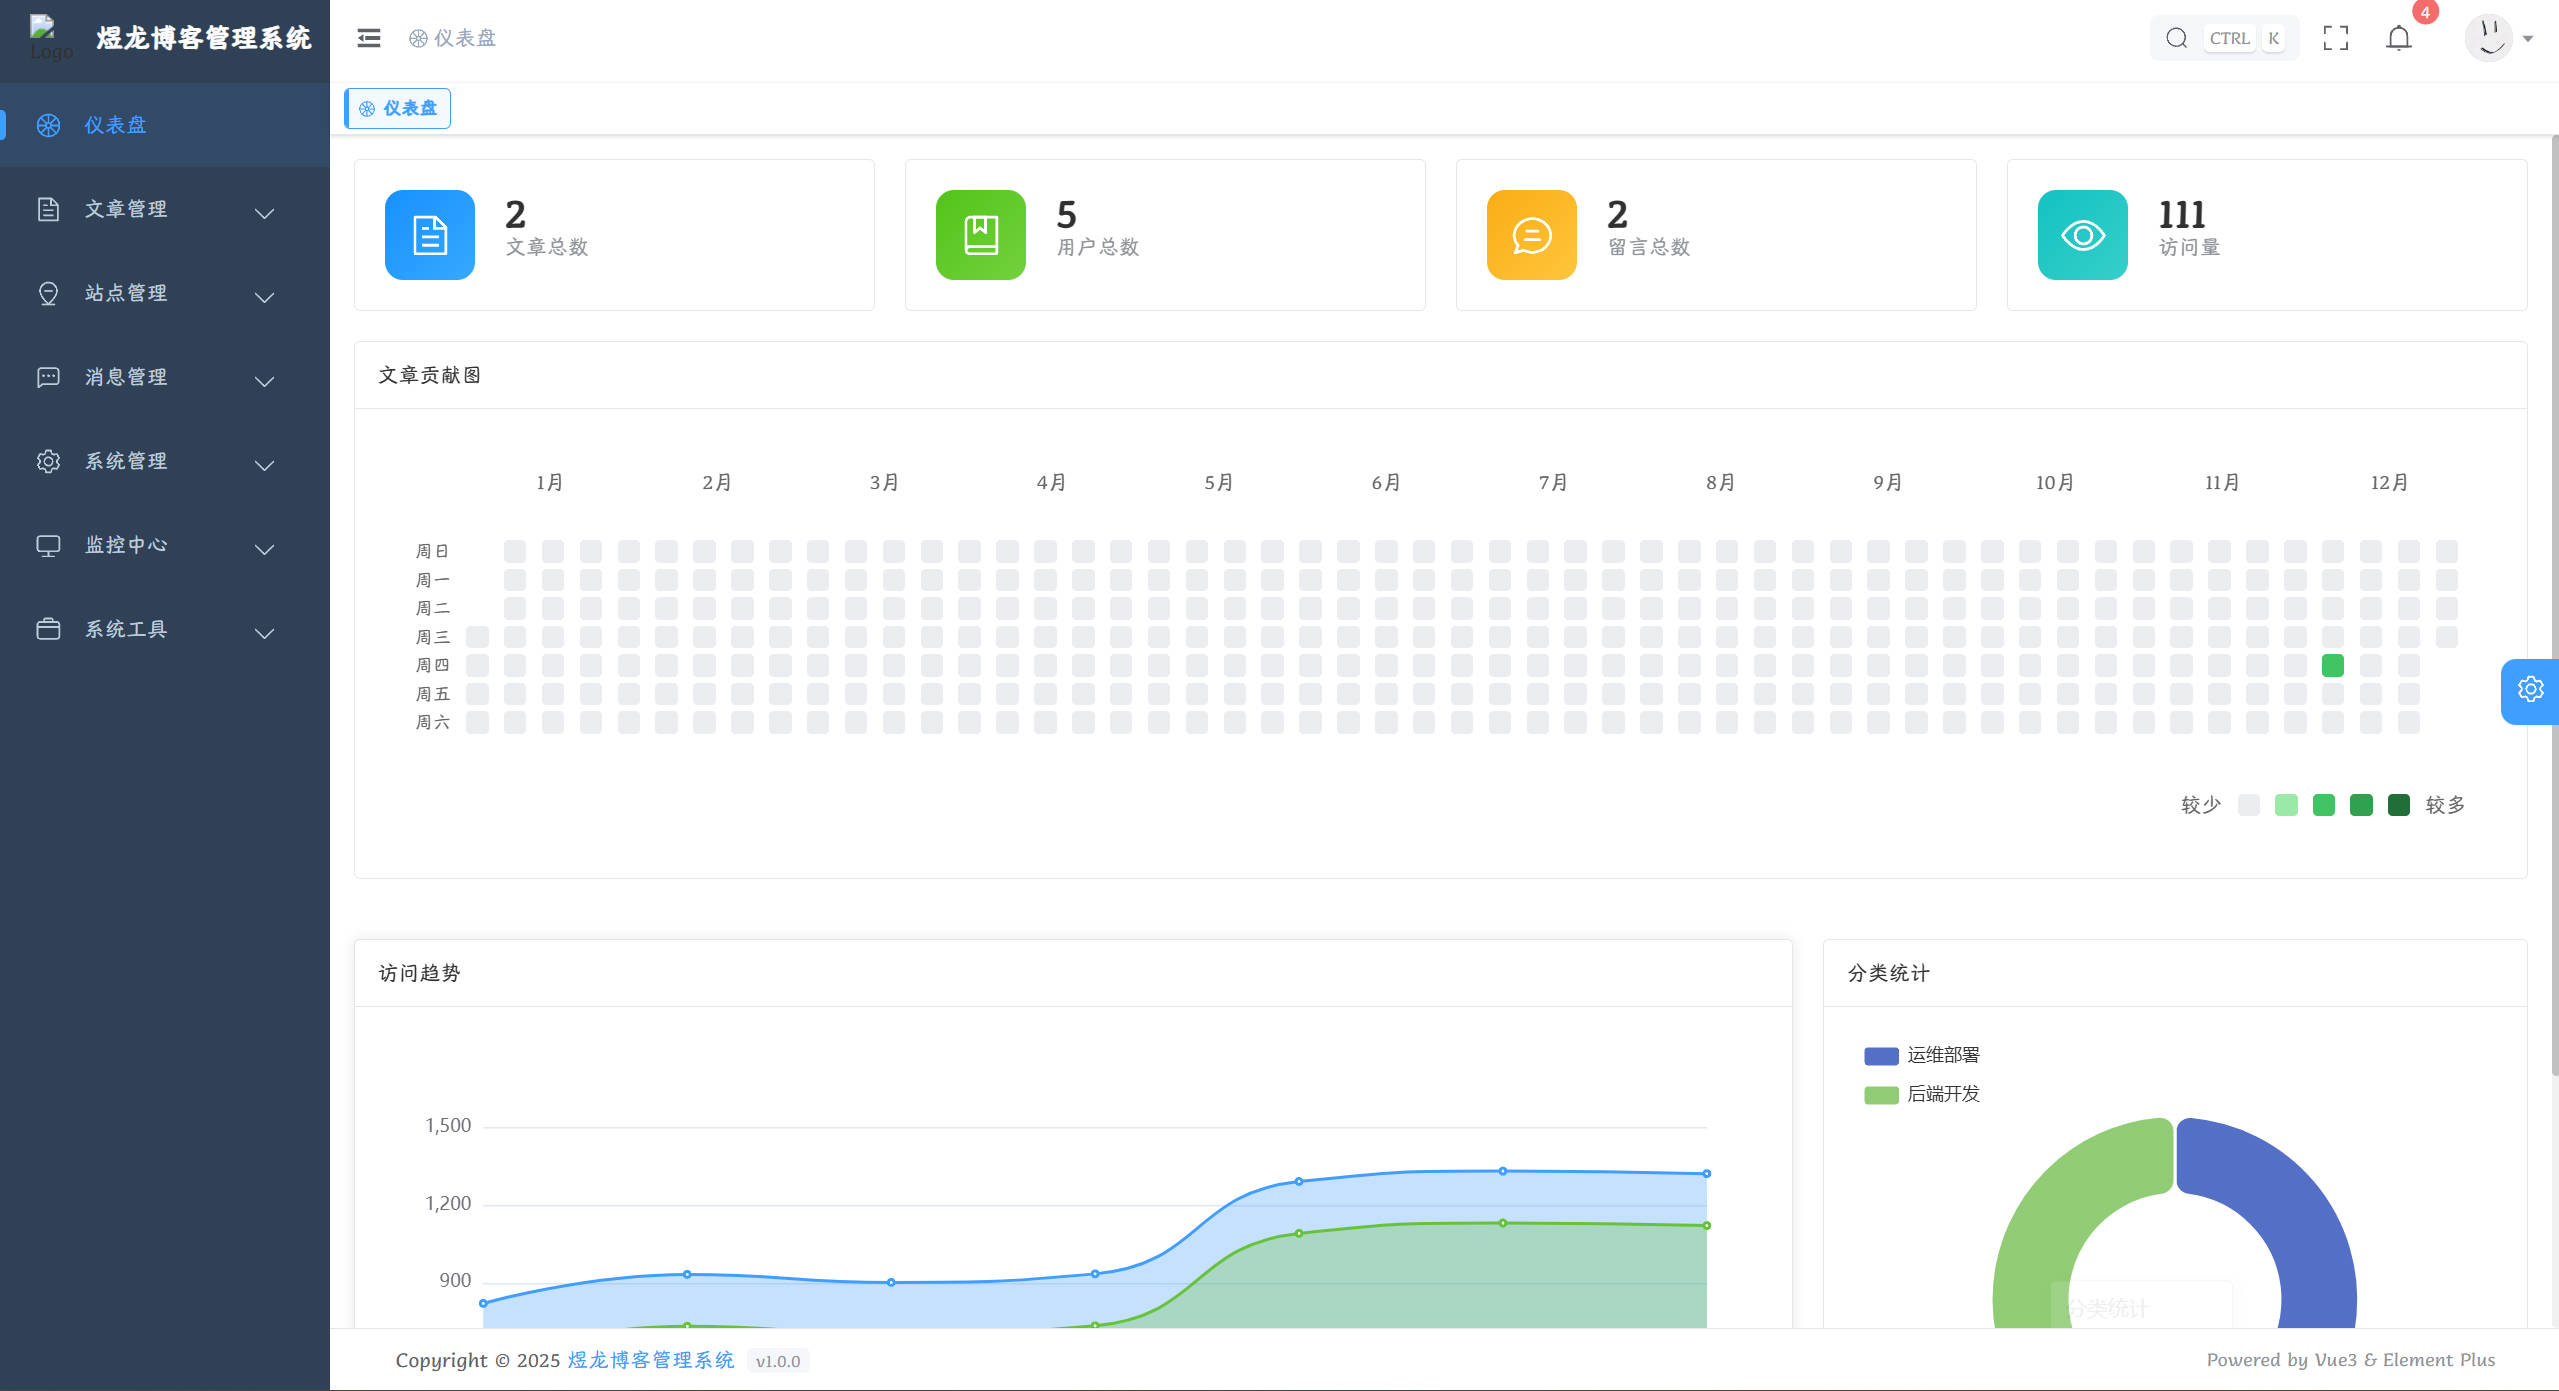 Logo
煜龙博客管理系统
仪表盘
文章管理
站点管理
消息管理
系统管理
监控中心
系统工具
仪表盘
CTRL K
4
仪表盘
2
文章总数
5
用户总数
2
留言总数
111
访问量
文章贡献图
1月 2月 3月 4月 5月 6月 7月 8月 9月 10月 11月 12月
周日
周一
周二
周三
周四
周五
周六
较少 较多
访问趋势
1,500
1,200
900
分类统计
运维部署
后端开发
分类统计
Copyright © 2025 煜龙博客管理系统 v1.0.0
Powered by Vue3 & Element Plus